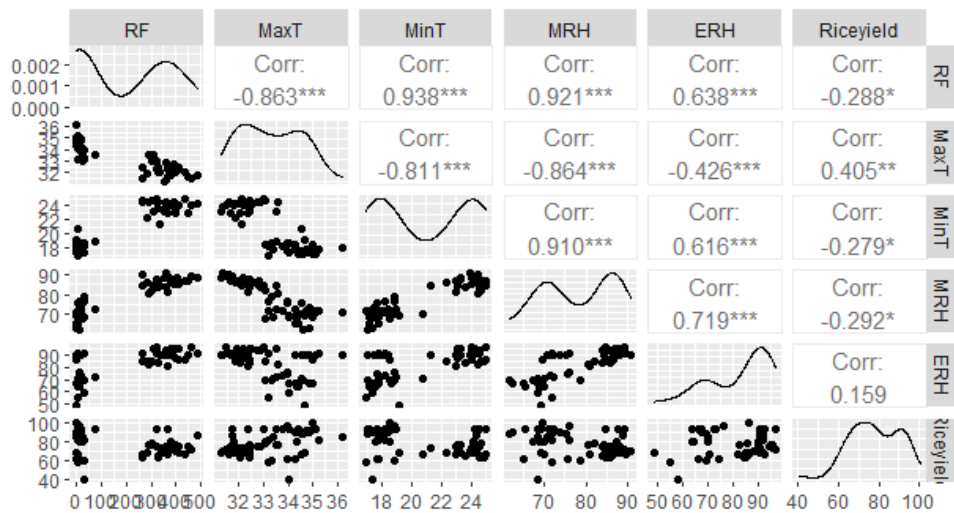 RF MaxT MinT MRH ERH Riceyield
0.002
0.001
0.000
Corr: Corr: Corr: Corr: Corr:
-0.863*** 0.938*** 0.921*** 0.638*** -0.288*
RF
36
35
34
33
32
Corr: Corr: Corr: Corr:
-0.811*** -0.864*** -0.426*** 0.405**
MaxT
24
22
20
18
Corr: Corr: Corr:
0.910*** 0.616*** -0.279*
MinT
90
80
70
Corr: Corr:
0.719*** -0.292*
MRH
90
80
70
60
50
Corr:
0.159
ERH
100
80
60
40
Riceyield
0 100 200 300 400 500 32 33 34 35 36 18 20 22 24 70 80 90 50 60 70 80 90 40 60 80 100